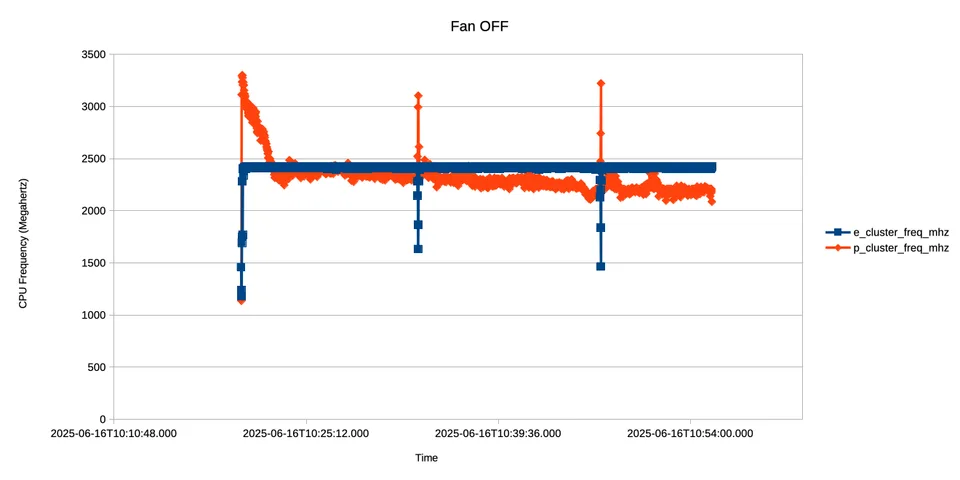 Fan OFF
3500
3000
2500
2000
1500
1000
500
0
CPU Frequency (Megahertz)
2025-06-16T10:10:48.000 2025-06-16T10:25:12.000 2025-06-16T10:39:36.000 2025-06-16T10:54:00.000
Time
e_cluster_freq_mhz
p_cluster_freq_mhz